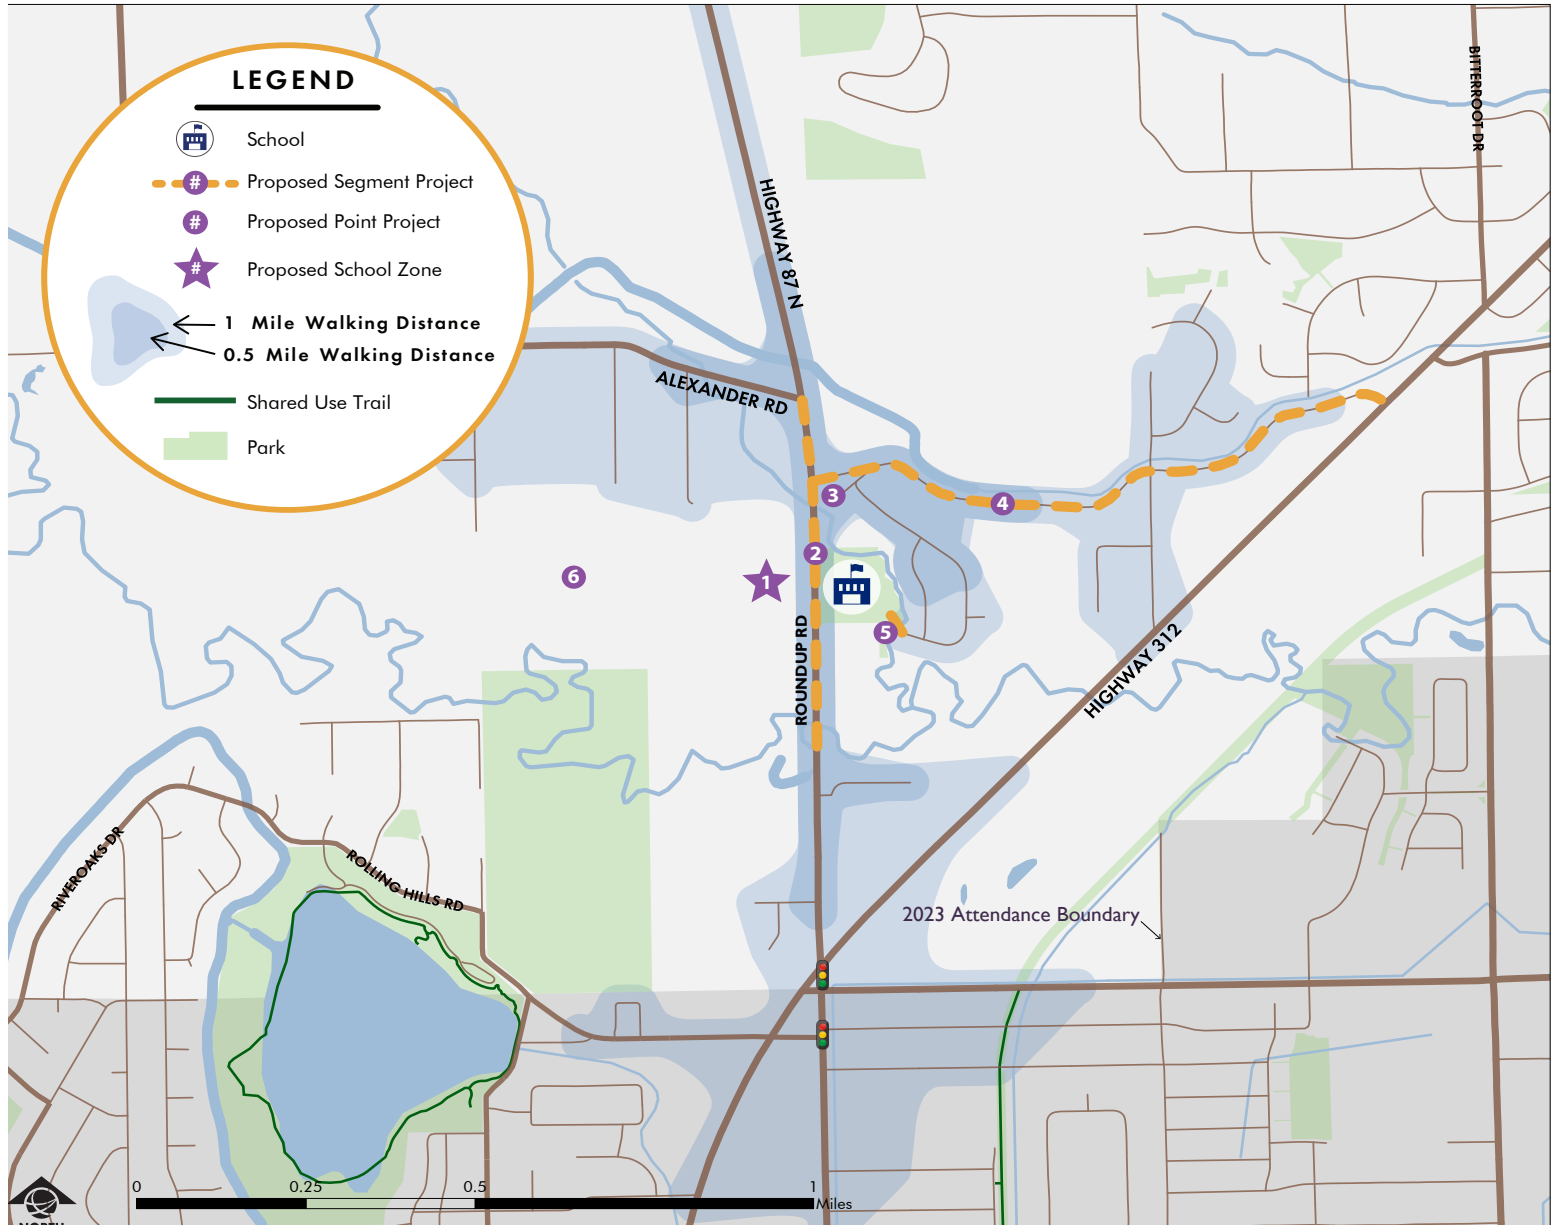 LEGEND
School
# Proposed Segment Project
# Proposed Point Project
# Proposed School Zone
1 Mile Walking Distance
0.5 Mile Walking Distance
Shared Use Trail
Park
BITTERROOT DR
HIGHWAY 87 N
ALEXANDER RD
3
4
2
6
1
5
ROUNDUP RD
HIGHWAY 312
RIVEROAKS DR
ROLLING HILLS RD
2023 Attendance Boundary
0 0.25 0.5 1
Miles
NORTH